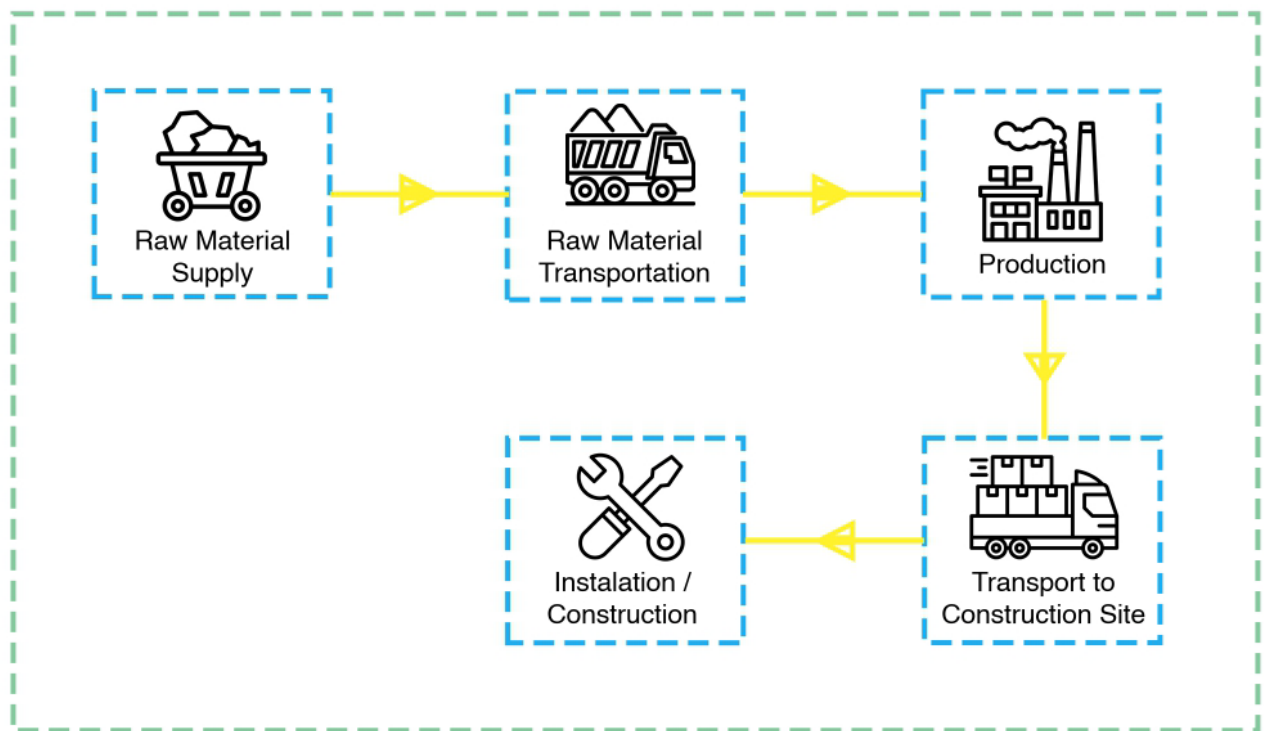 Raw Material
Supply
Raw Material
Transportation
Production
Instalation /
Construction
Transport to
Construction Site